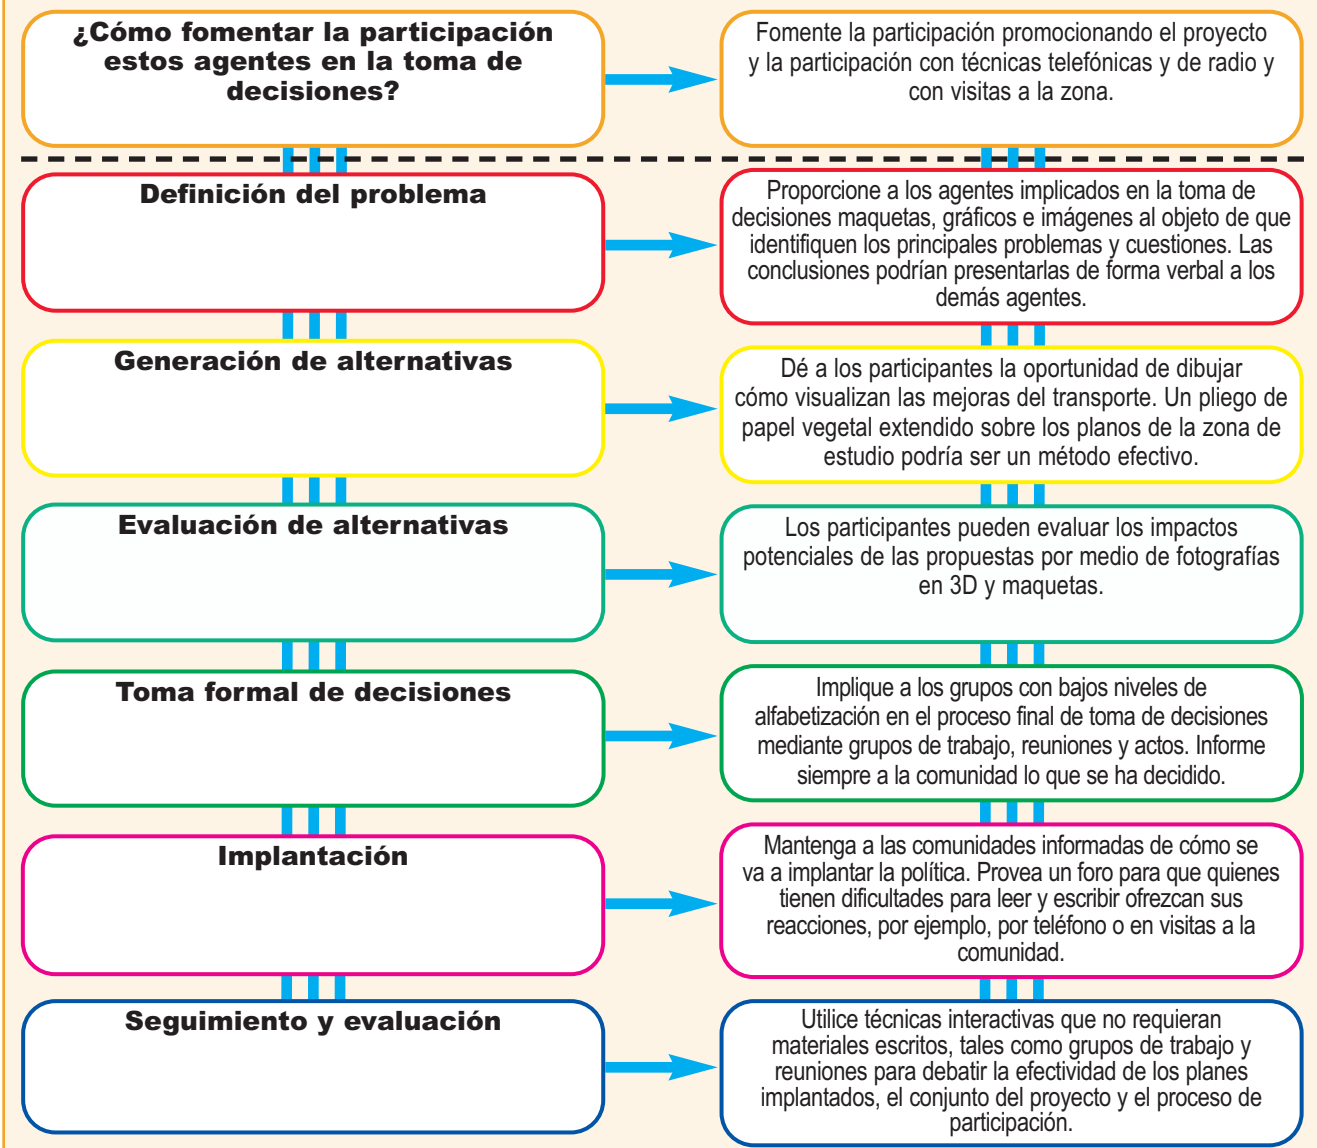 ¿Cómo fomentar la participación
estos agentes en la toma de
decisiones?
Fomente la participación promocionando el proyecto
y la participación con técnicas telefónicas y de radio y
con visitas a la zona.
Definición del problema
Proporcione a los agentes implicados en la toma de
decisiones maquetas, gráficos e imágenes al objeto de que
identifiquen los principales problemas y cuestiones. Las
conclusiones podrían presentarlas de forma verbal a los
demás agentes.
Generación de alternativas
Dé a los participantes la oportunidad de dibujar
cómo visualizan las mejoras del transporte. Un pliego de
papel vegetal extendido sobre los planos de la zona de
estudio podría ser un método efectivo.
Evaluación de alternativas
Los participantes pueden evaluar los impactos
potenciales de las propuestas por medio de fotografías
en 3D y maquetas.
Toma formal de decisiones
Implique a los grupos con bajos niveles de
alfabetización en el proceso final de toma de decisiones
mediante grupos de trabajo, reuniones y actos. Informe
siempre a la comunidad lo que se ha decidido.
Implantación
Mantenga a las comunidades informadas de cómo se
va a implantar la política. Provea un foro para que quienes
tienen dificultades para leer y escribir ofrezcan sus
reacciones, por ejemplo, por teléfono o en visitas a la
comunidad.
Seguimiento y evaluación
Utilice técnicas interactivas que no requieran
materiales escritos, tales como grupos de trabajo y
reuniones para debatir la efectividad de los planes
implantados, el conjunto del proyecto y el proceso de
participación.